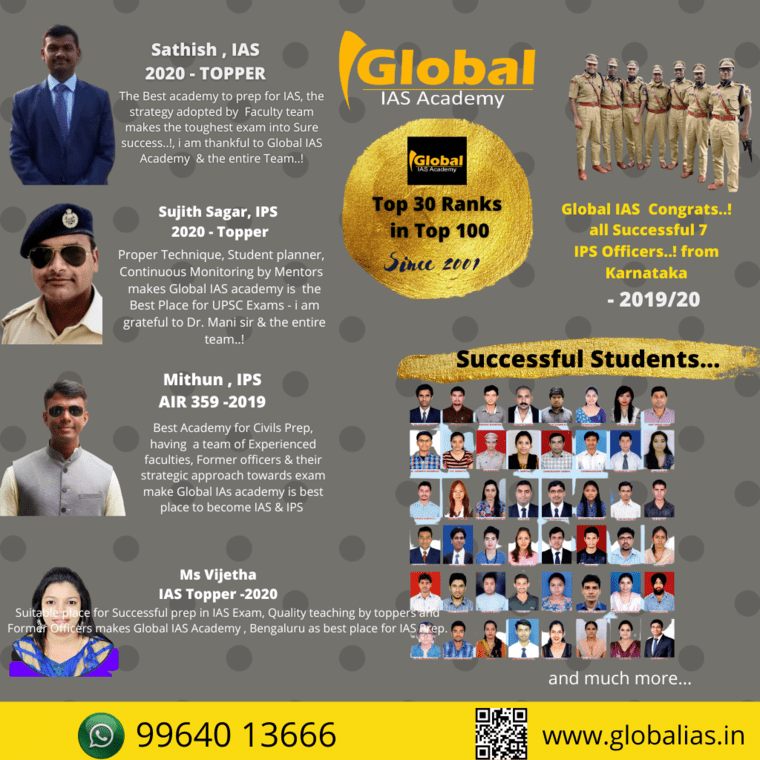 Sathish , IAS
2020 - TOPPER
The Best academy to prep for IAS, the
strategy adopted by Faculty team
makes the toughest exam into Sure
success..!, i am thankful to Global IAS
Academy & the entire Team..!
Sujith Sagar, IPS
2020 - Topper
Proper Technique, Student planner,
Continuous Monitoring by Mentors
makes Global IAS academy is the
Best Place for UPSC Exams - i am
grateful to Dr. Mani sir & the entire
team..!
Mithun , IPS
AIR 359 -2019
Best Academy for Civils Prep,
having a team of Experienced
faculties, Former officers & their
strategic approach towards exam
make Global IAs academy is best
place to become IAS & IPS
Ms Vijetha
IAS Topper -2020
Suitable place for Successful prep in IAS Exam, Quality teaching by toppers and
Former Officers makes Global IAS Academy , Bengaluru as best place for IAS Prep.
Global
IAS Academy
Global
IAS Academy
Top 30 Ranks
in Top 100
Since 2001
Global IAS Congrats..!
all Successful 7
IPS Officers..! from
Karnataka
- 2019/20
Successful Students...
and much more...
99640 13666
www.globalias.in